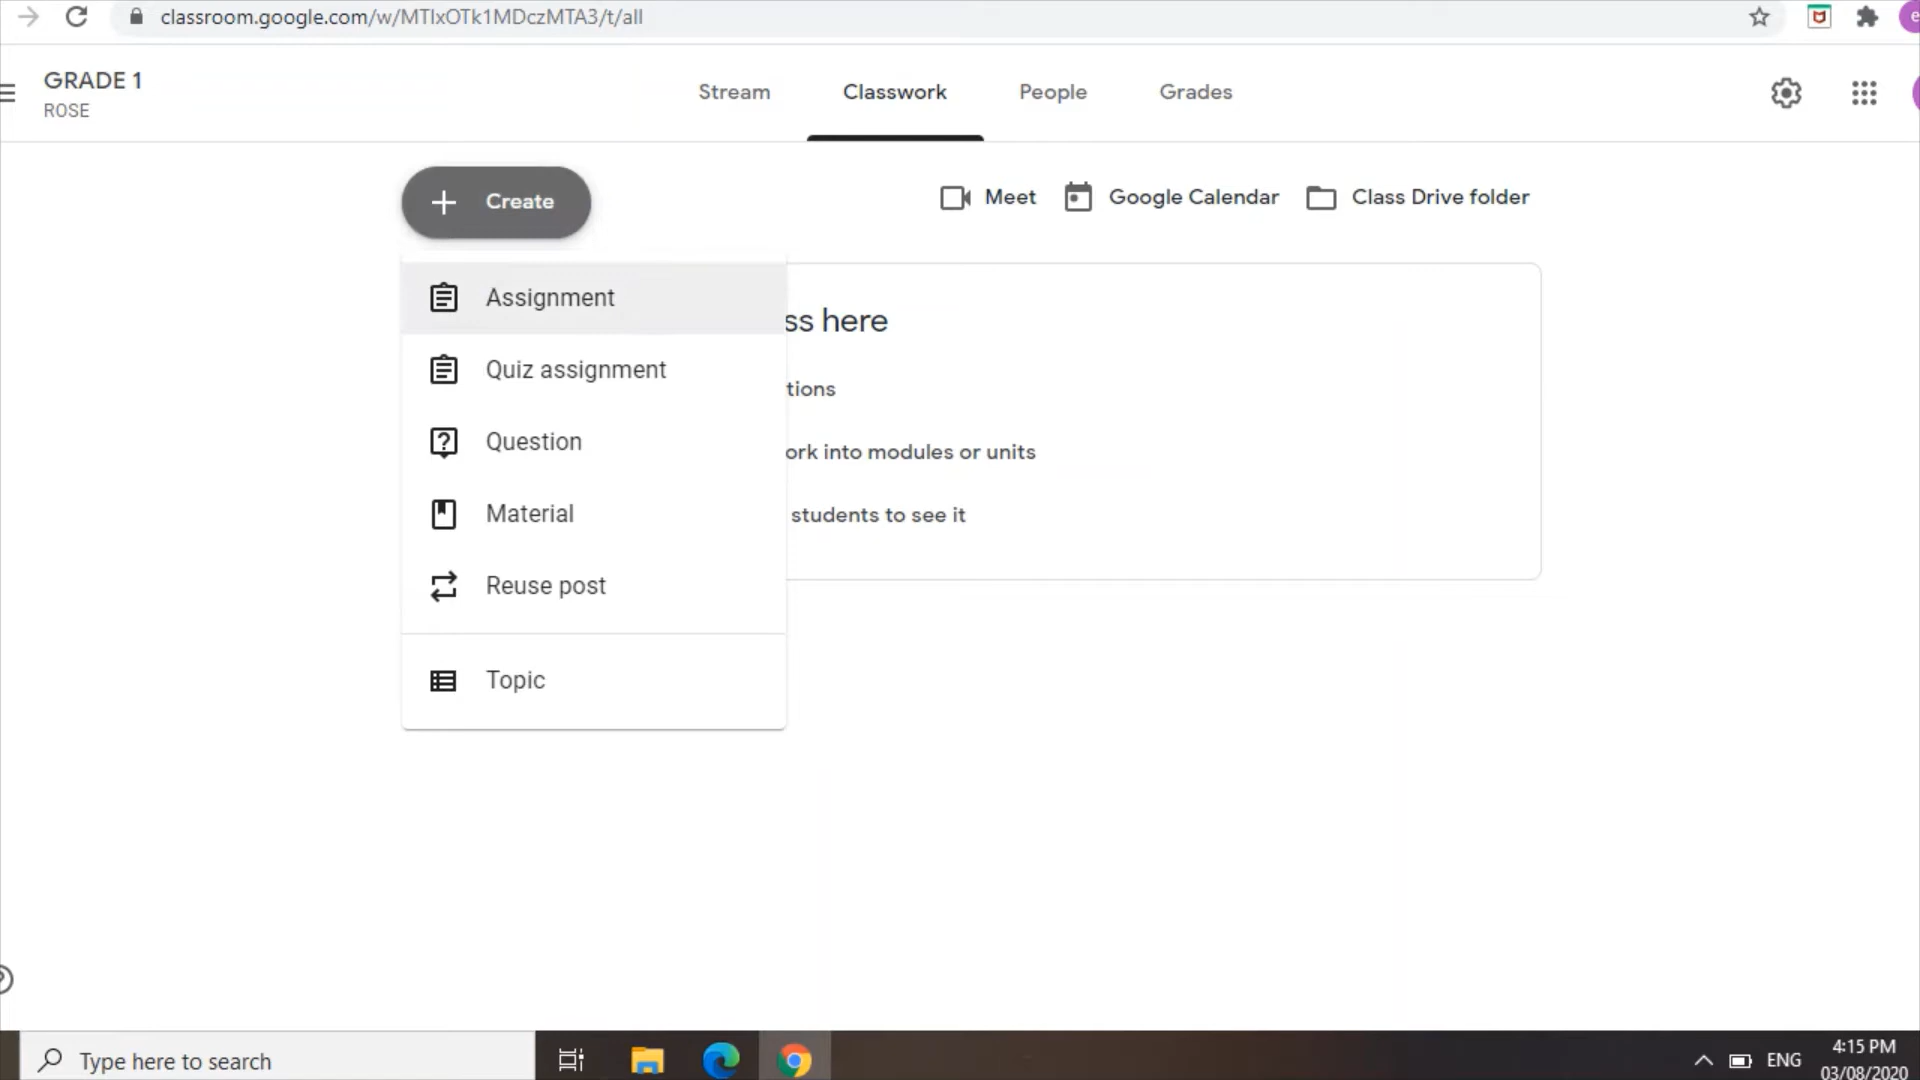 classroom.google.com/w/MTIxOTk1MDczMTA3/t/all
GRADE 1
ROSE
Stream
Classwork
People
Grades
Create
Meet
Google Calendar
Class Drive folder
Assignment
Quiz assignment
Question
Material
Reuse post
Topic
ss here
tions
ork into modules or units
students to see it
Type here to search
ENG
4:15 PM
03/08/2020